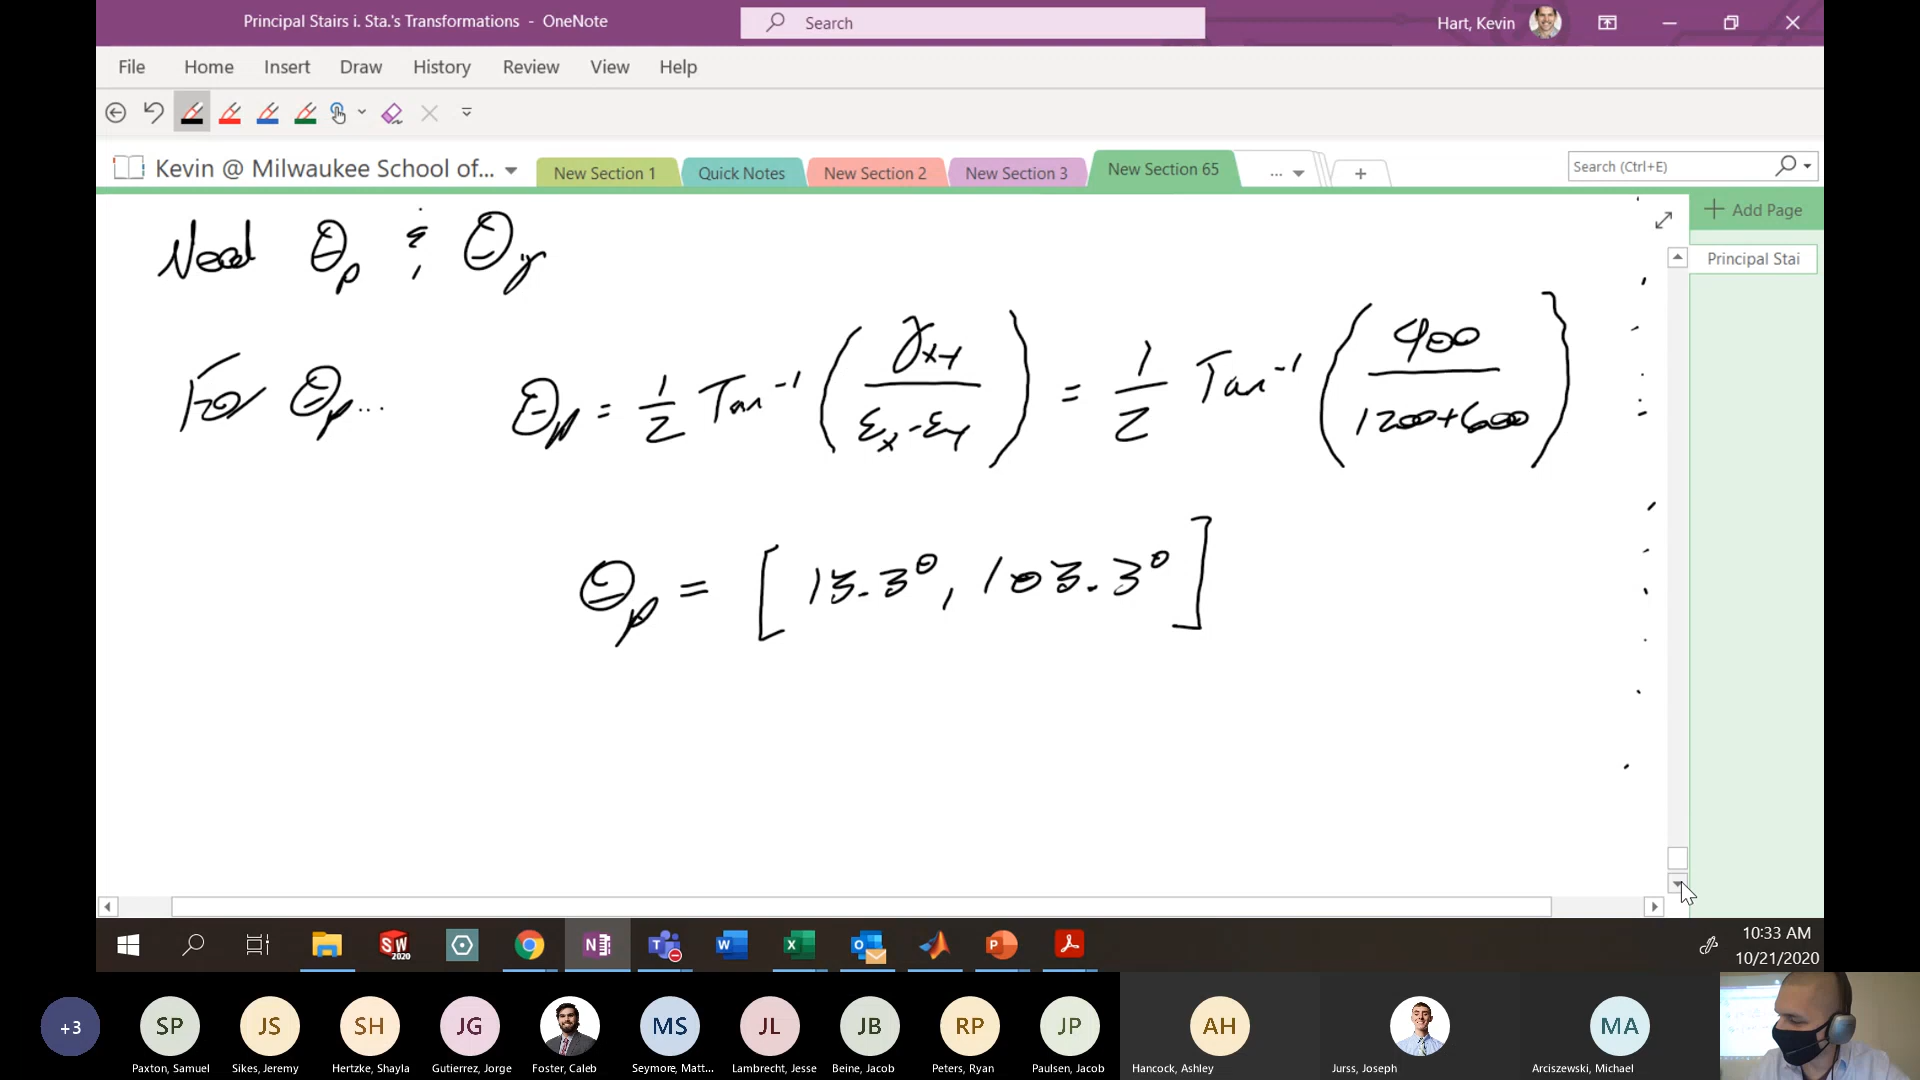 Principal Stairs i. Sta.'s Transformations - OneNote
Search
Hart, Kevin
File Home Insert Draw History Review View Help
Kevin @ Milwaukee School of...
New Section 1
Quick Notes
New Section 2
New Section 3
New Section 65
...
Search (Ctrl+E)
Add Page
Principal Stai
Need Θp & Θγ
For Θp... Θp = 1/2 Tan⁻¹ (γxy / (εx - εy)) = 1/2 Tan⁻¹ (900 / (1200+600))
Θp = [13.3°, 103.3°]
SW 2020
10:33 AM
10/21/2020
+3 SP JS SH JG MS JL JB RP JP AH MA
Paxton, Samuel Sikes, Jeremy Hertzke, Shayla Gutierrez, Jorge Foster, Caleb Seymore, Matt... Lambrecht, Jesse Beine, Jacob Peters, Ryan Paulsen, Jacob Hancock, Ashley Jurss, Joseph Arciszewski, Michael